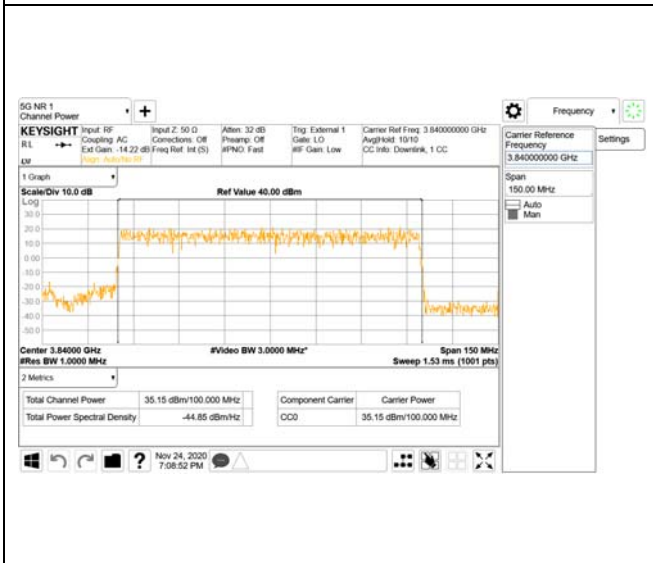 5G NR 1
Channel Power
+
Frequency
KEYSIGHT
RL
Input: RF
Coupling: AC
Ext Gain: -14.22 dB
Align: Auto/No RF
Input Z: 50 Ω
Corrections: Off
Freq Ref: Int (S)
Atten: 32 dB
Preamp: Off
#PNO: Fast
Trig: External 1
Gate: LO
#IF Gain: Low
Carrier Ref Freq: 3.840000000 GHz
Avg|Hold: 10/10
CC Info: Downlink, 1 CC
Carrier Reference
Frequency
3.840000000 GHz
Settings
Span
150.00 MHz
Auto
Man
1 Graph
Scale/Div 10.0 dB
Ref Value 40.00 dBm
Log
30.0
20.0
10.0
0.00
-10.0
-20.0
-30.0
-40.0
-50.0
Center 3.84000 GHz
#Video BW 3.0000 MHz*
Span 150 MHz
#Res BW 1.0000 MHz
Sweep 1.53 ms (1001 pts)
2 Metrics
Total Channel Power 35.15 dBm/100.000 MHz
Total Power Spectral Density -44.85 dBm/Hz
Component Carrier Carrier Power
CC0 35.15 dBm/100.000 MHz
?
Nov 24, 2020
7:08:52 PM